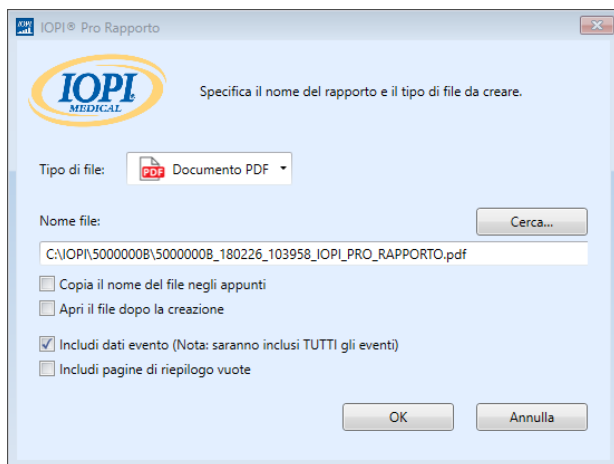 IOPI® Pro Rapporto
IOPI
MEDICAL
Specifica il nome del rapporto e il tipo di file da creare.
Tipo di file:
PDF
Documento PDF
Nome file:
Cerca...
C:\IOPI\5000000B\5000000B_180226_103958_IOPI_PRO_RAPPORTO.pdf
Copia il nome del file negli appunti
Apri il file dopo la creazione
Includi dati evento (Nota: saranno inclusi TUTTI gli eventi)
Includi pagine di riepilogo vuote
OK
Annulla